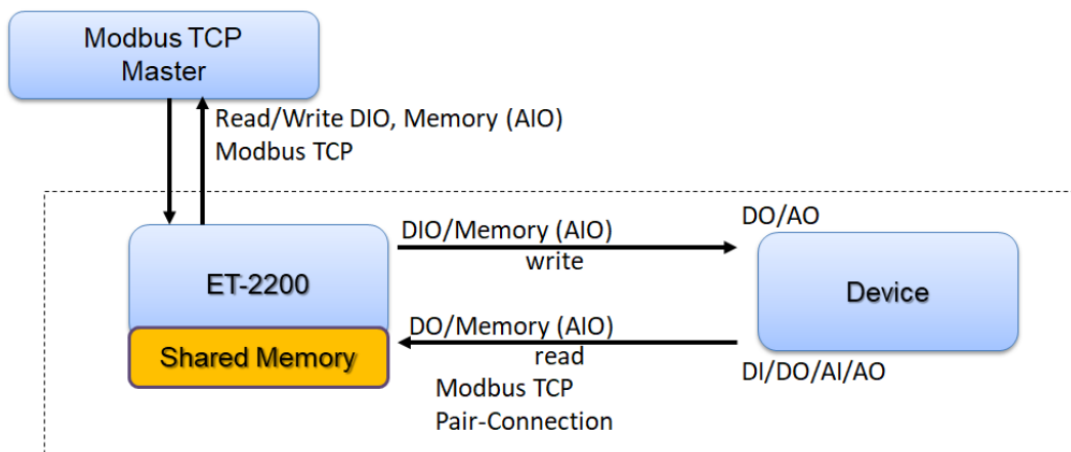 Modbus TCP
Master
Read/Write DIO, Memory (AIO)
Modbus TCP
DIO/Memory (AIO)
write
DO/AO
ET-2200
Device
DO/Memory (AIO)
read
Shared Memory
DI/DO/AI/AO
Modbus TCP
Pair-Connection